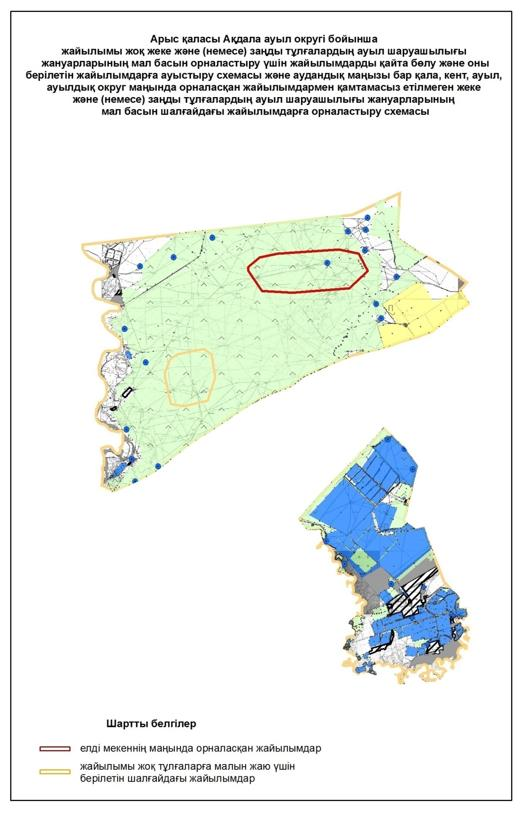 Арыс қаласы Ақдала ауыл округі бойынша
жайылымы жоқ жеке және (немесе) заңды тұлғалардың ауыл шаруашылығы
жануарларының мал басын орналастыру үшін жайылымдарды қайта бөлу және оны
берілетін жайылымдарға ауыстыру схемасы және аудандық маңызы бар қала, кент, ауыл,
ауылдық округ маңында орналасқан жайылымдармен қамтамасыз етілмеген жеке
және (немесе) заңды тұлғалардың ауыл шаруашылығы жануарларының
мал басын шалғайдағы жайылымдарға орналастыру схемасы
Шартты белгілер
елді мекеннің маңында орналасқан жайылымдар
жайылымы жоқ тұлғаларға малын жаю үшін
берілетін шалғайдағы жайылымдар